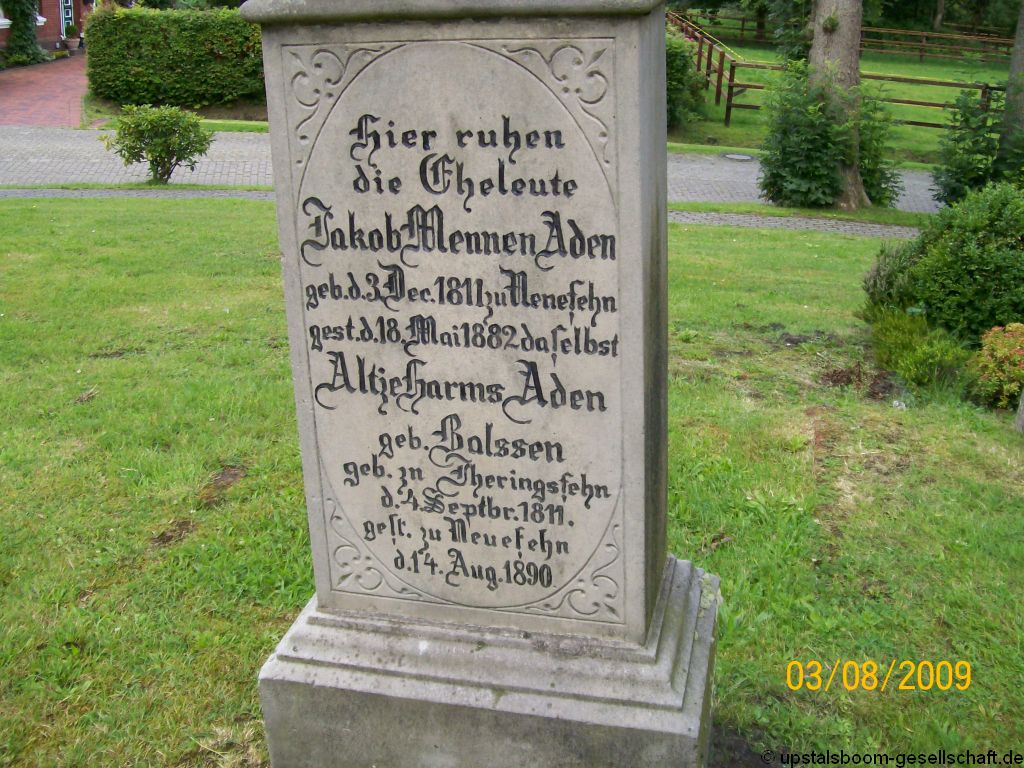 Hier ruhen
die Eheleute
Jakob Mennen Aden
geb. d. 3. Dec. 1811 zu Neuefehn
gest. d. 18. Mai 1882 daselbst
Altje Harms Aden
geb. Balssen
geb. zu Jheringsfehn
d. 4. Septbr. 1811.
gest. zu Neuefehn
d. 14. Aug. 1890
03/08/2009
© upstalsboom-gesellschaft.de